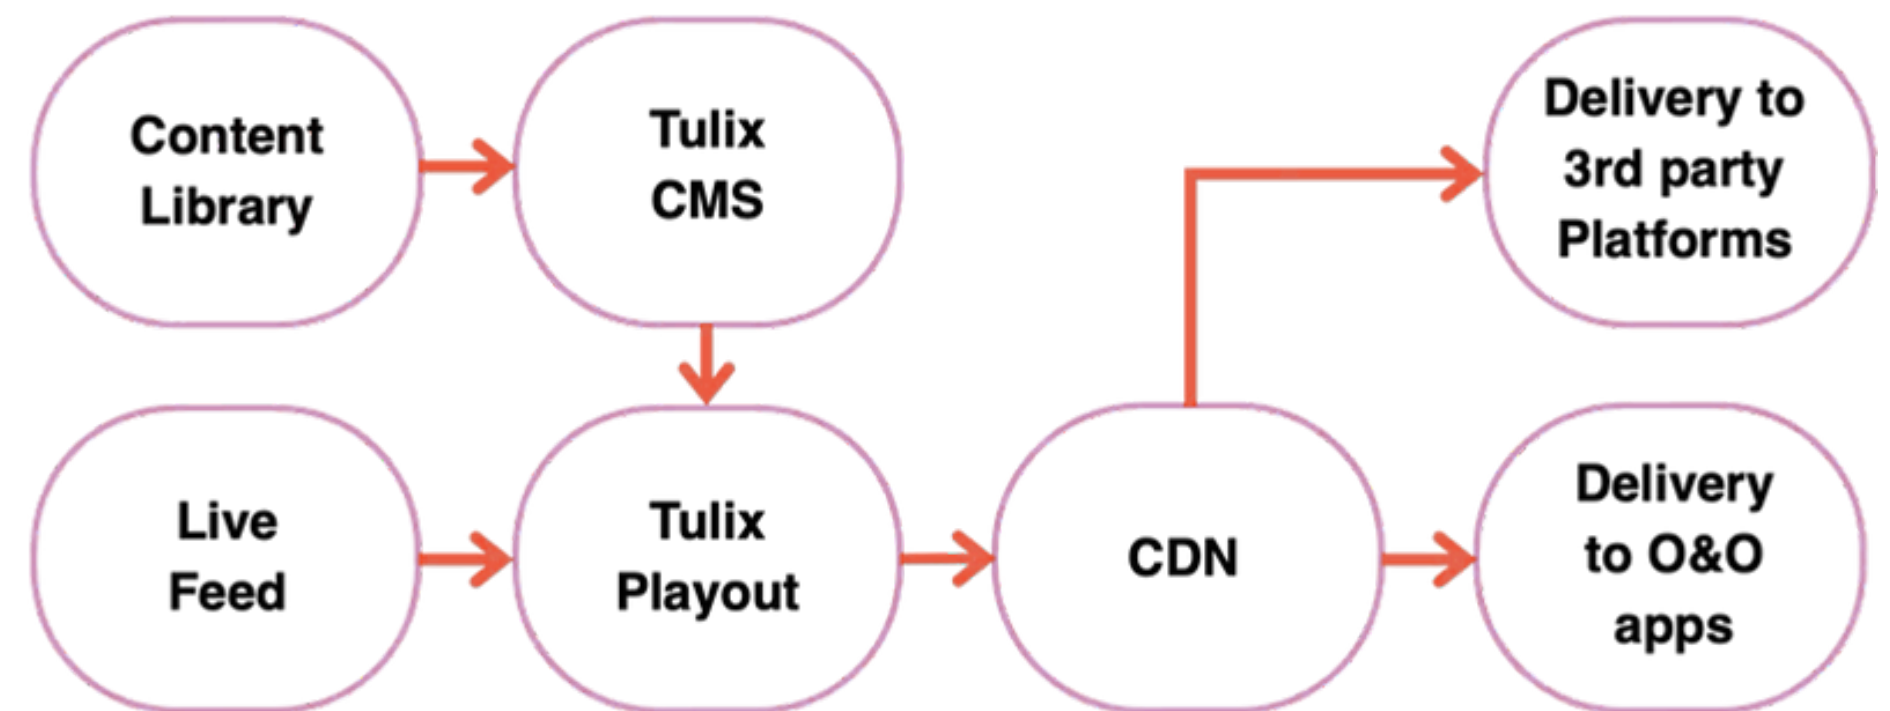 Content
Library
Tulix
CMS
Delivery to
3rd party
Platforms
Live
Feed
Tulix
Playout
CDN
Delivery
to O&O
apps